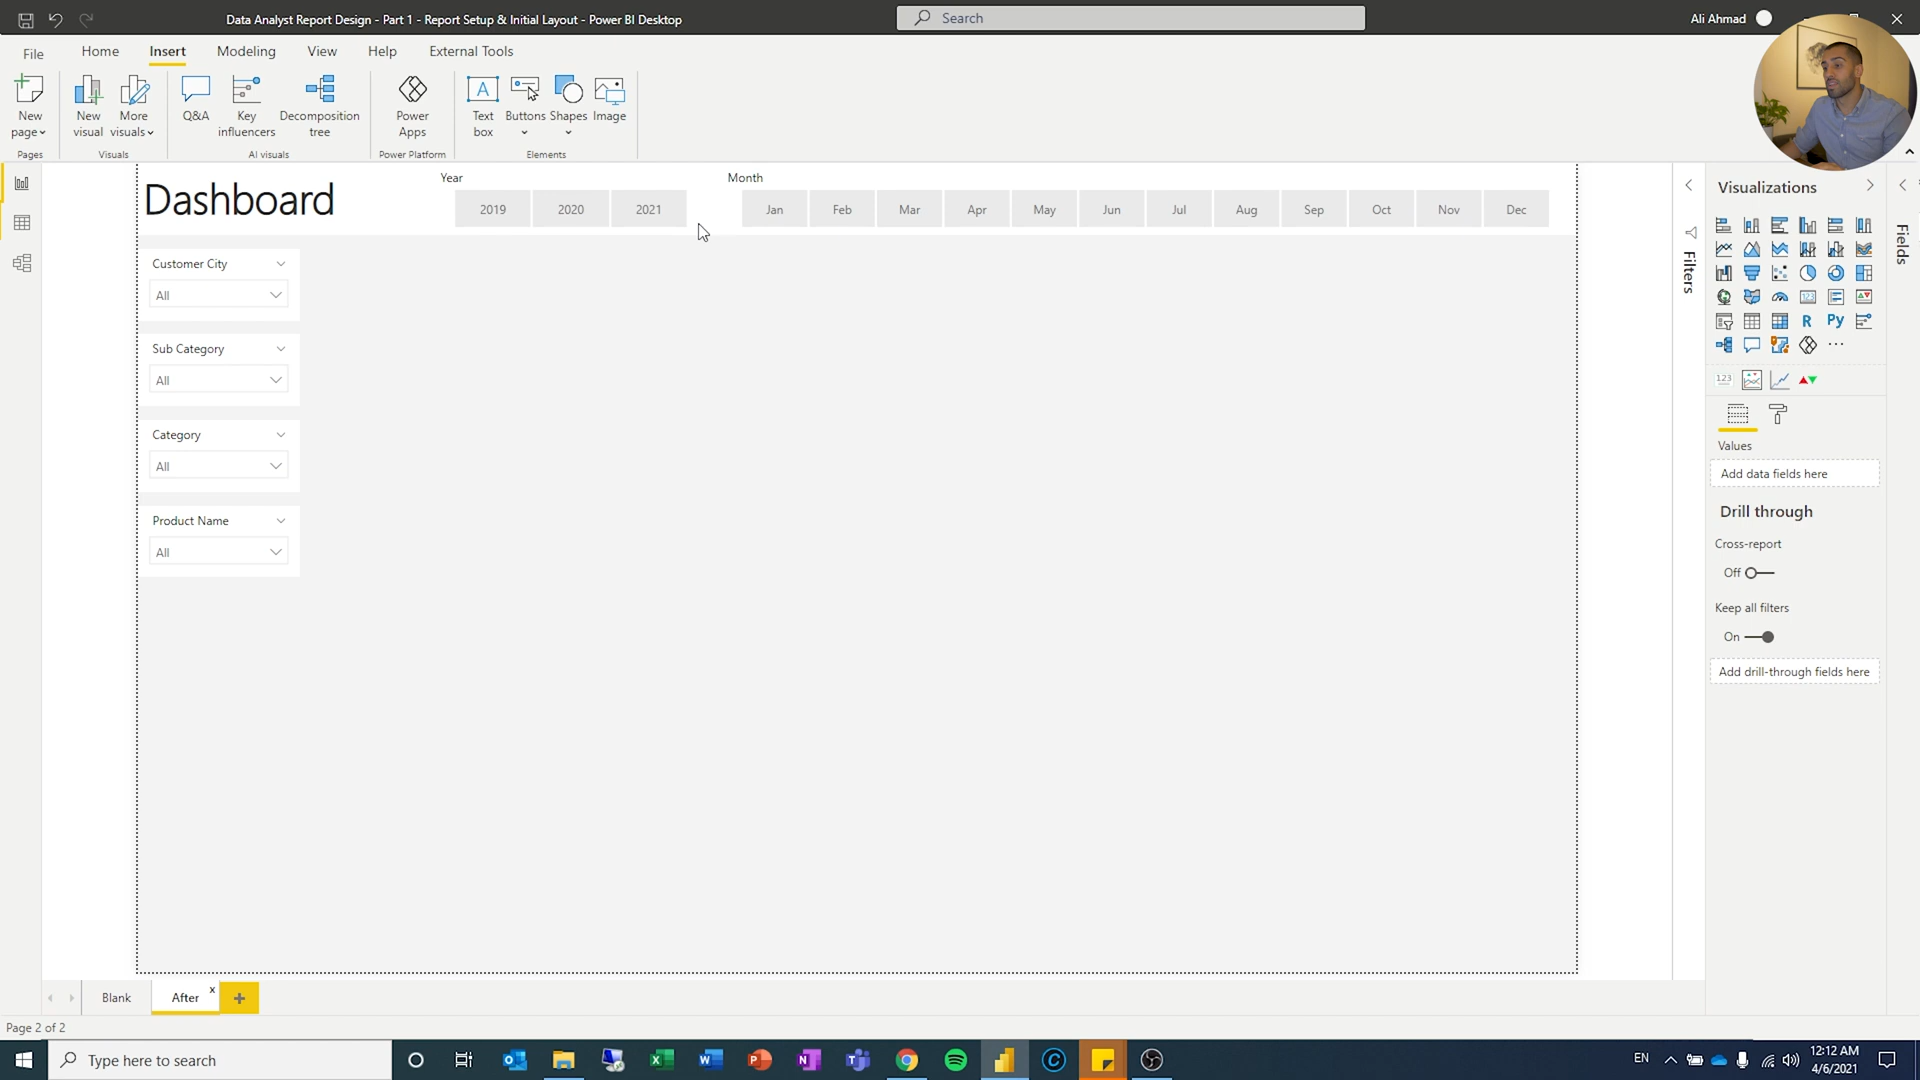 Data Analyst Report Design - Part 1 - Report Setup & Initial Layout - Power BI Desktop
Search
Ali Ahmad
File
Home
Insert
Modeling
View
Help
External Tools
New page
New visual
More visuals
Q&A
Key influencers
Decomposition tree
Power Apps
Text box
Buttons
Shapes
Image
Pages
Visuals
AI visuals
Power Platform
Elements
Dashboard
Year
2019
2020
2021
Month
Jan
Feb
Mar
Apr
May
Jun
Jul
Aug
Sep
Oct
Nov
Dec
Customer City
All
Sub Category
All
Category
All
Product Name
All
Filters
Visualizations
R
Py
123
Values
Add data fields here
Drill through
Cross-report
Off
Keep all filters
On
Add drill-through fields here
Fields
Blank
After
x
Page 2 of 2
Type here to search
EN
12:12 AM
4/6/2021